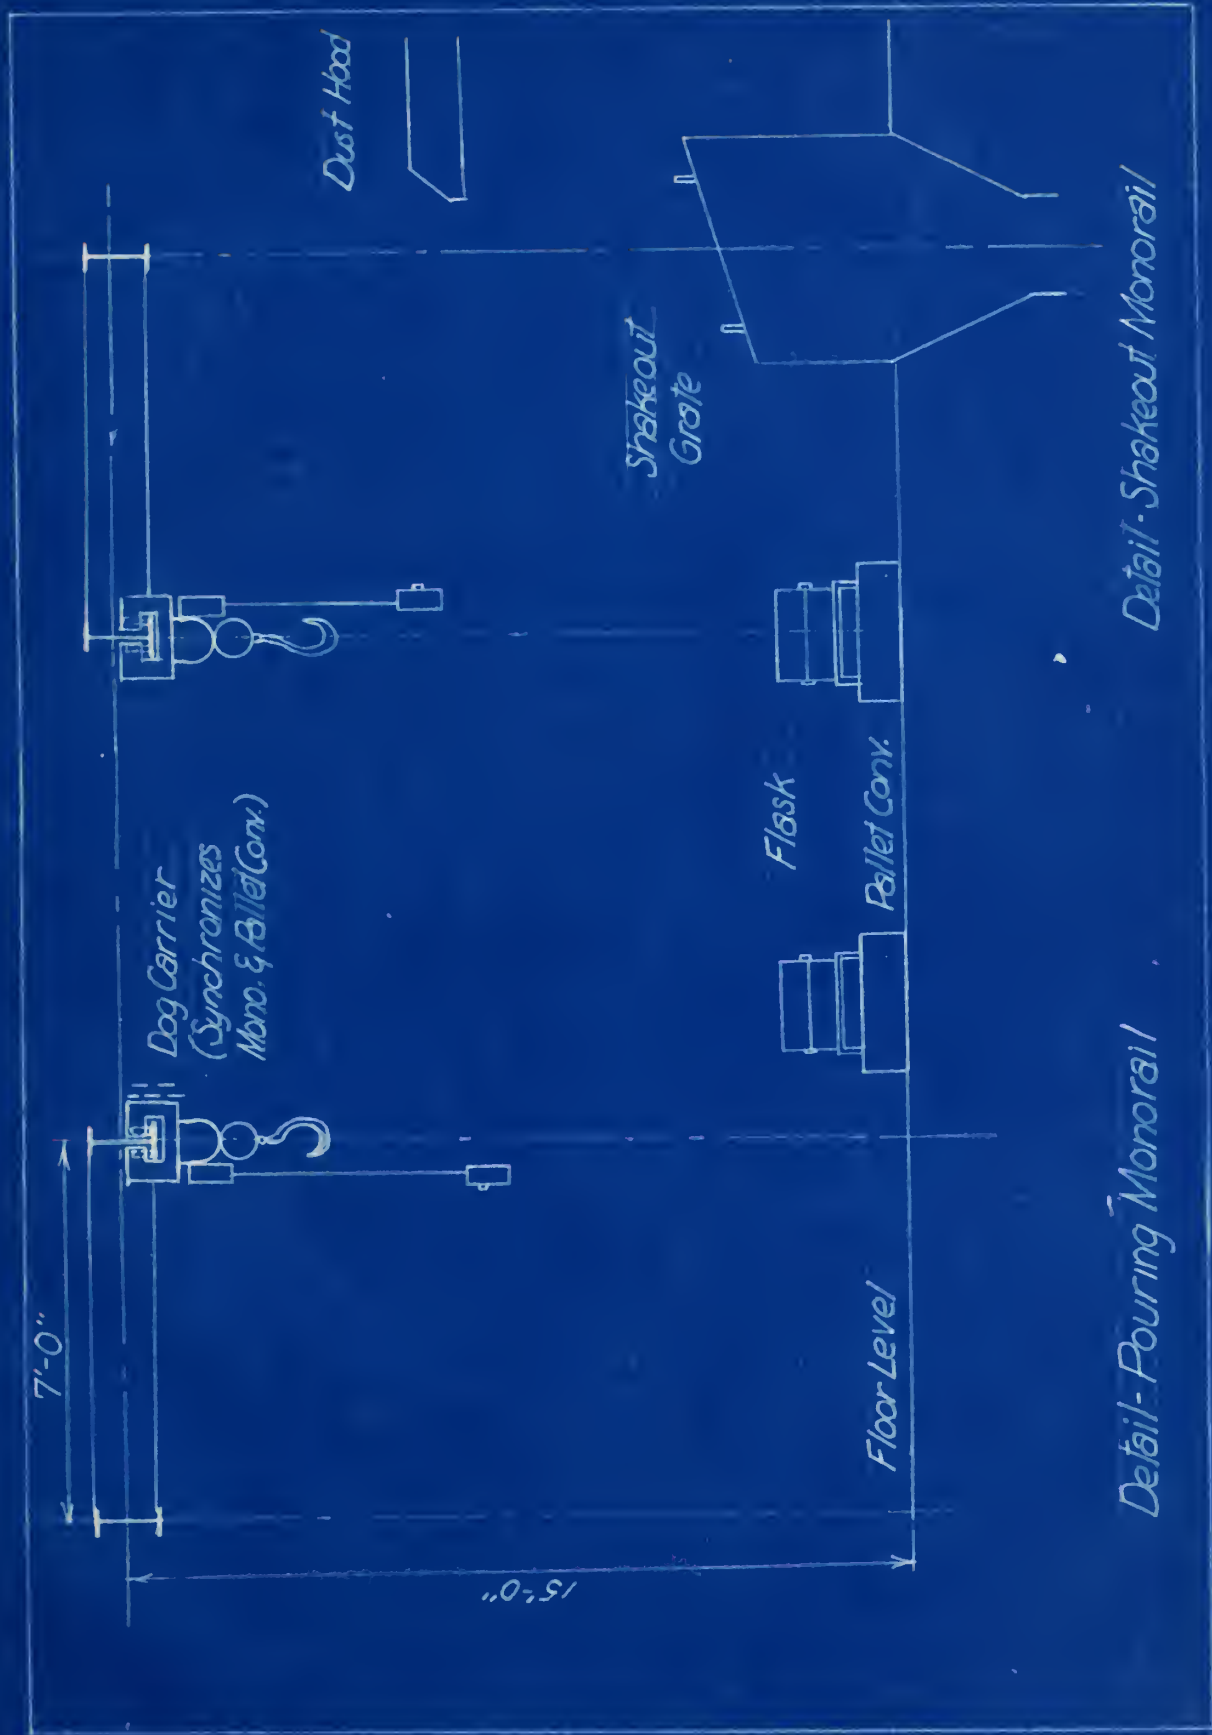 7'-0"
Dog Carrier
(Synchronizes
Mono. & Pallet Conv.)
Dust Hood
Shakeout
Grate
Flask
Pallet Conv.
Floor Level
15'-0"
Detail-Pouring Monorail
Detail-Shakeout Monorail